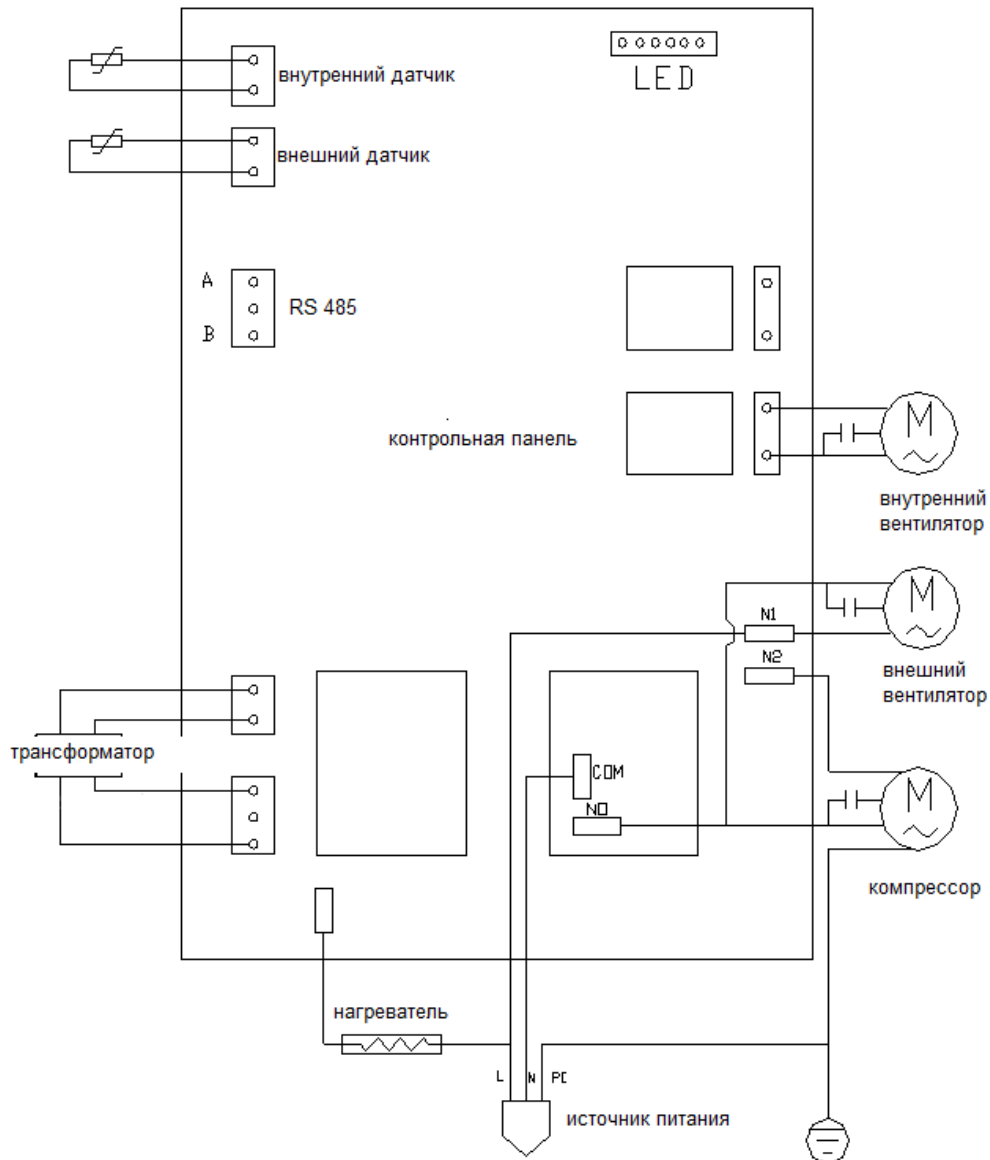 LED
внутренний датчик
внешний датчик
A
RS 485
B
контрольная панель
M
внутренний
вентилятор
M
N1
N2
внешний
вентилятор
трансформатор
COM
NO
M
компрессор
нагреватель
L
N
PE
источник питания